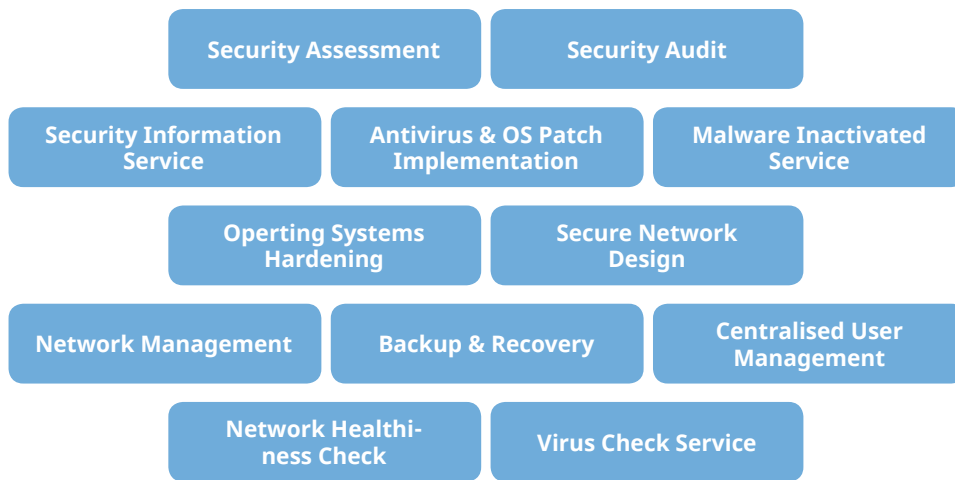 Security Assessment
Security Audit
Security Information
Service
Antivirus & OS Patch
Implementation
Malware Inactivated
Service
Operting Systems
Hardening
Secure Network
Design
Network Management
Backup & Recovery
Centralised User
Management
Network Healthi-
ness Check
Virus Check Service